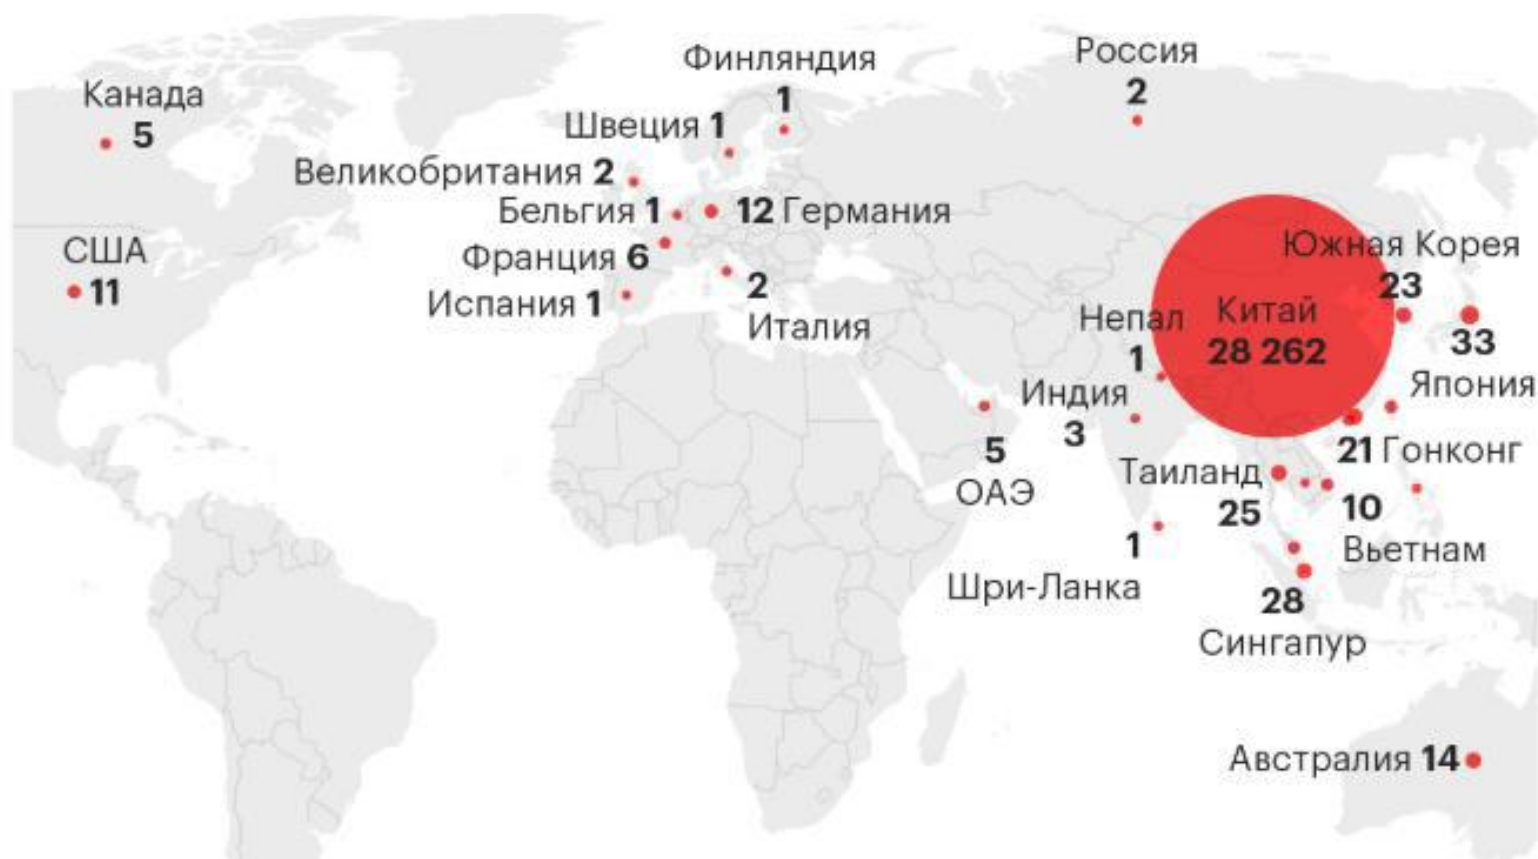 Финляндия
1
Россия
2
Канада
5
Швеция 1
Великобритания 2
Бельгия 1
12 Германия
США
11
Франция 6
Испания 1
2
Италия
Южная Корея
23
Китай
28 262
Непал
1
33
Япония
Индия
3
5
ОАЭ
21 Гонконг
Таиланд
25
10
Вьетнам
1
Шри-Ланка
28
Сингапур
Австралия 14